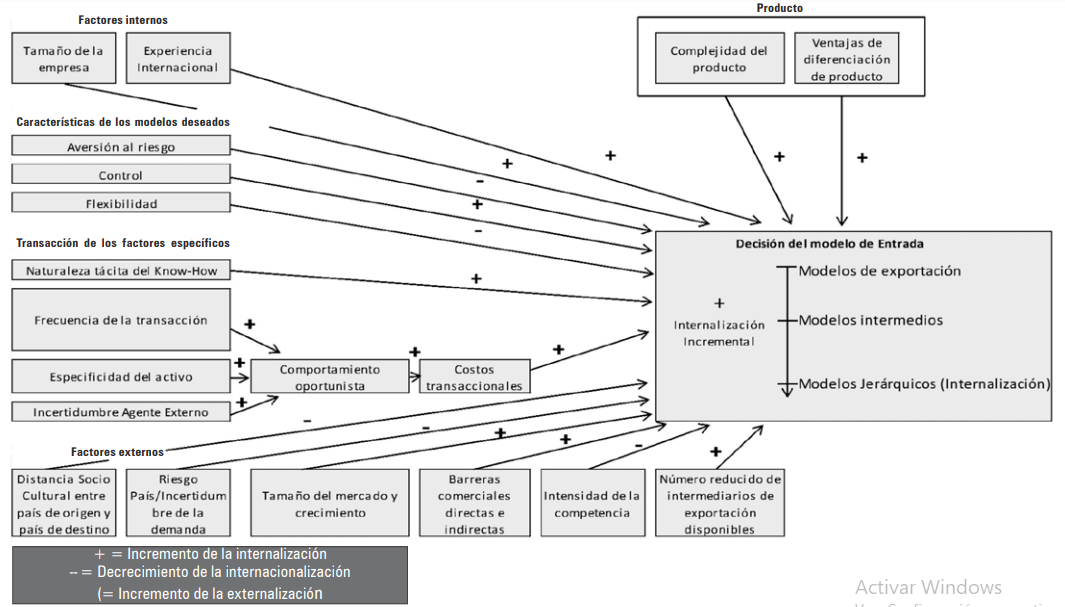 Factores internos
Tamaño de la
empresa
Experiencia
Internacional
Producto
Complejidad del
producto
Ventajas de
diferenciación
de producto
Características de los modelos deseados
Aversión al riesgo
Control
Flexibilidad
+
+
-
+
-
+
+
Transacción de los factores específicos
Naturaleza tácita del Know-How
Frecuencia de la transacción
Especificidad del activo
Incertidumbre Agente Externo
+
+
+
+
Comportamiento
oportunista
+
Costos
transaccionales
+
Decisión del modelo de Entrada
+
Internalización
Incremental
Modelos de exportación
Modelos intermedios
Modelos Jerárquicos (Internalización)
Factores externos
-
-
+
+
-
+
Distancia Socio
Cultural entre
país de origen y
país de destino
Riesgo
País/Incertidum
bre de la
demanda
Tamaño del mercado y
crecimiento
Barreras
comerciales
directas e
indirectas
Intensidad de la
competencia
Número reducido de
intermediarios de
exportación
disponibles
+ = Incremento de la internalización
-- = Decrecimiento de la internacionalización
(= Incremento de la externalización
Activar Windows